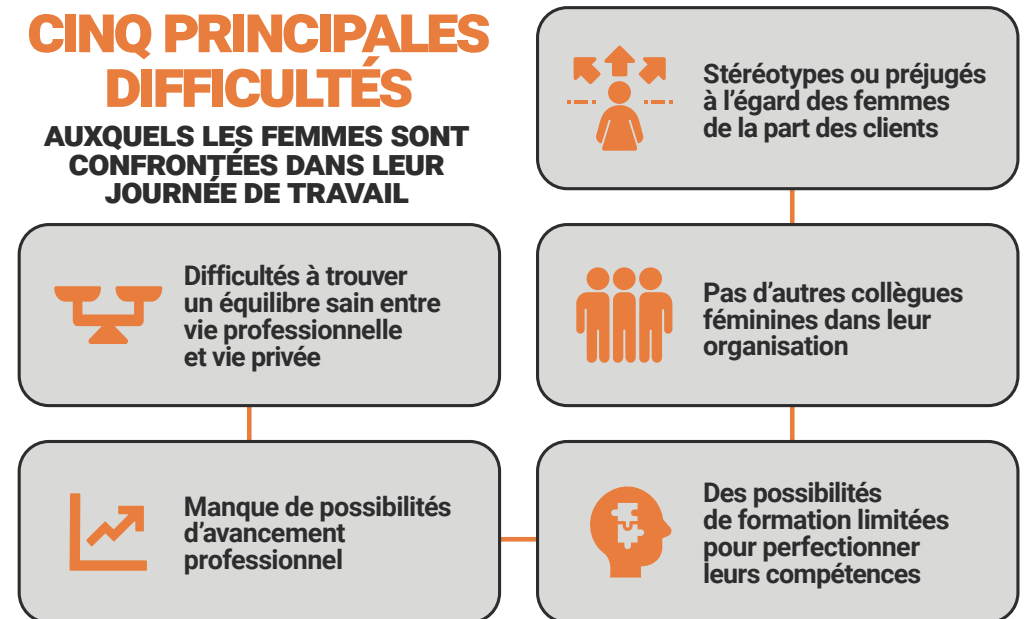 CINQ PRINCIPALES
DIFFICULTÉS
AUXQUELS LES FEMMES SONT
CONFRONTÉES DANS LEUR
JOURNÉE DE TRAVAIL
Difficultés à trouver
un équilibre sain entre
vie professionnelle
et vie privée
Manque de possibilités
d’avancement
professionnel
Des possibilités
de formation limitées
pour perfectionner
leurs compétences
Pas d’autres collègues
féminines dans leur
organisation
Stéréotypes ou préjugés
à l’égard des femmes
de la part des clients